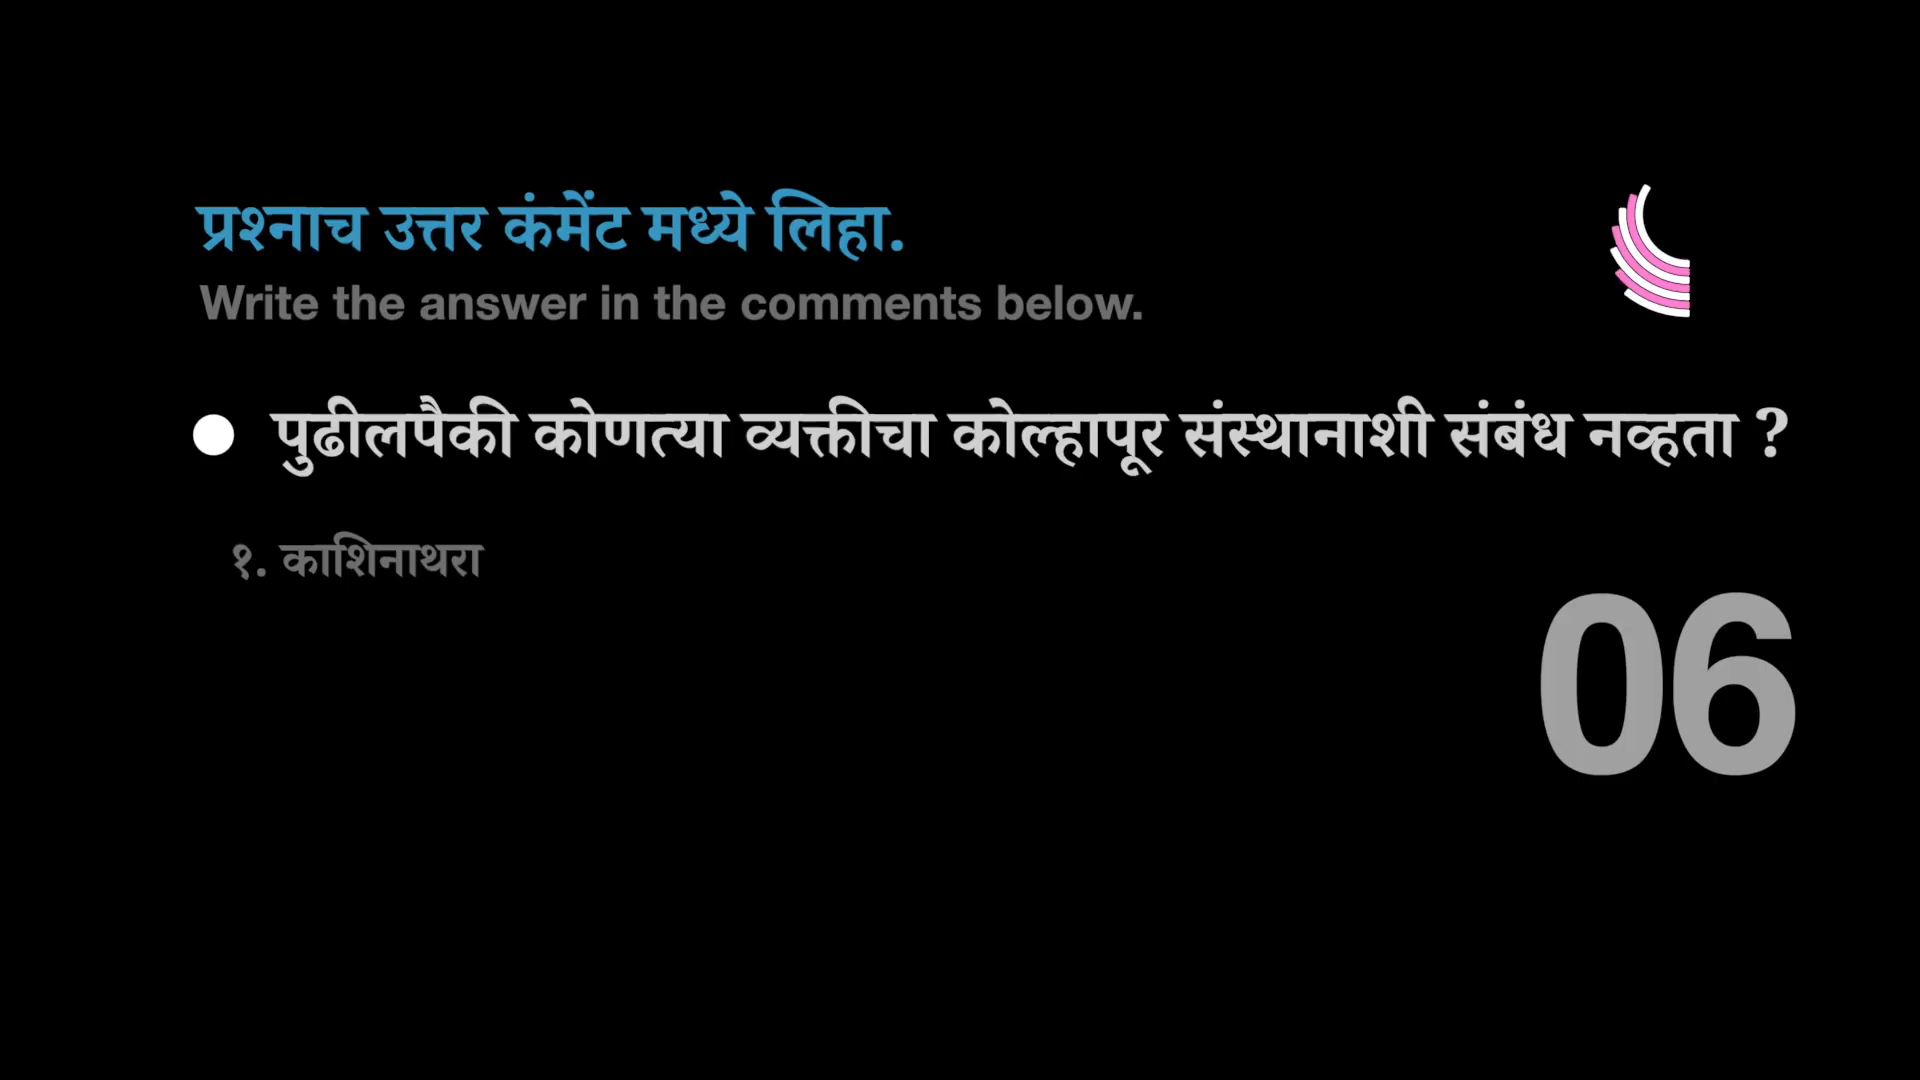 प्रश्नाच उत्तर कंमेंट मध्ये लिहा.
Write the answer in the comments below.
● पुढीलपैकी कोणत्या व्यक्तीचा कोल्हापूर संस्थानाशी संबंध नव्हता ?
१. काशिनाथरा
06